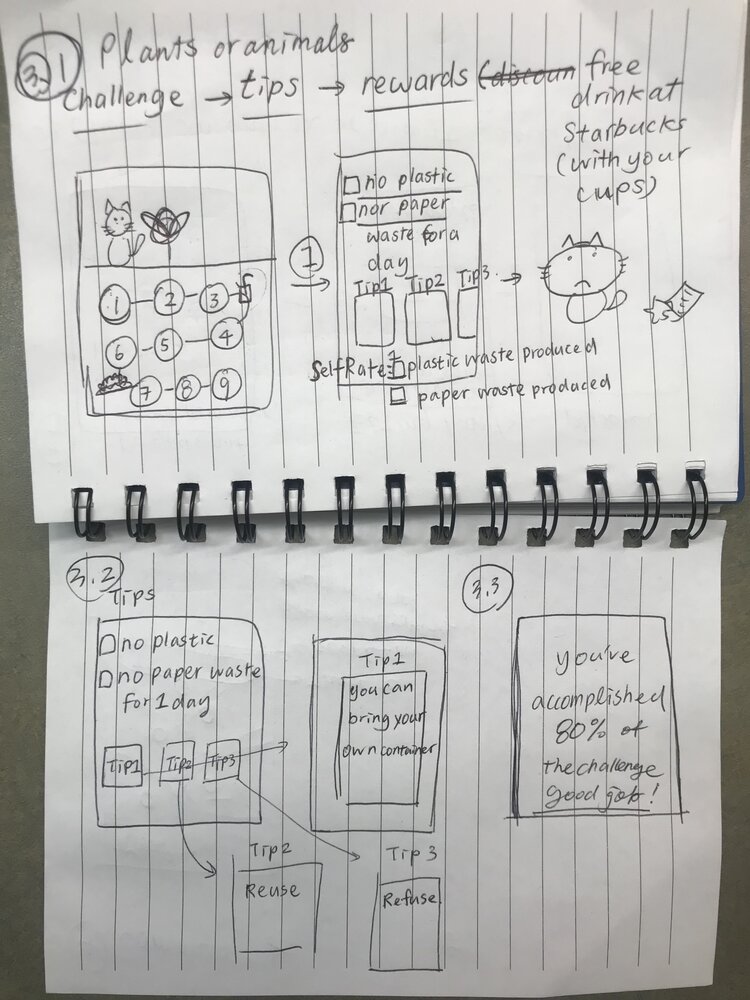 3.1 Plants or animals
Challenge → tips → rewards (discoun free
drink at
Starbucks
(with your
cups)
1 - 2 - 3
6 - 5 - 4
7 - 8 - 9
1
no plastic
nor paper
waste for a
day
Tip1 Tip2 Tip3
Self Rate: plastic waste produced
paper waste produced
3.2
Tips
no plastic
no paper waste
for 1 day
Tip1 Tip2 Tip3
Tip1
you can
bring your
own container
Tip2
Reuse
Tip 3
Refuse
3.3
you've
accomplished
80% of
the challenge
good job!